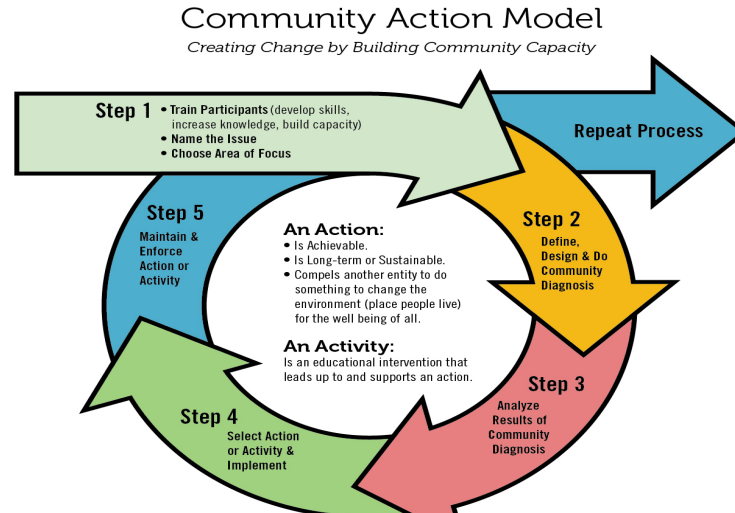 Community Action Model
Creating Change by Building Community Capacity
Step 1
• Train Participants (develop skills,
increase knowledge, build capacity)
• Name the Issue
• Choose Area of Focus
Repeat Process
Step 2
Define,
Design & Do
Community
Diagnosis
Step 3
Analyze
Results of
Community
Diagnosis
Step 4
Select Action
or Activity &
Implement
Step 5
Maintain &
Enforce
Action or
Activity
An Action:
• Is Achievable.
• Is Long-term or Sustainable.
• Compels another entity to do
something to change the
environment (place people live)
for the well being of all.
An Activity:
Is an educational intervention that
leads up to and supports an action.